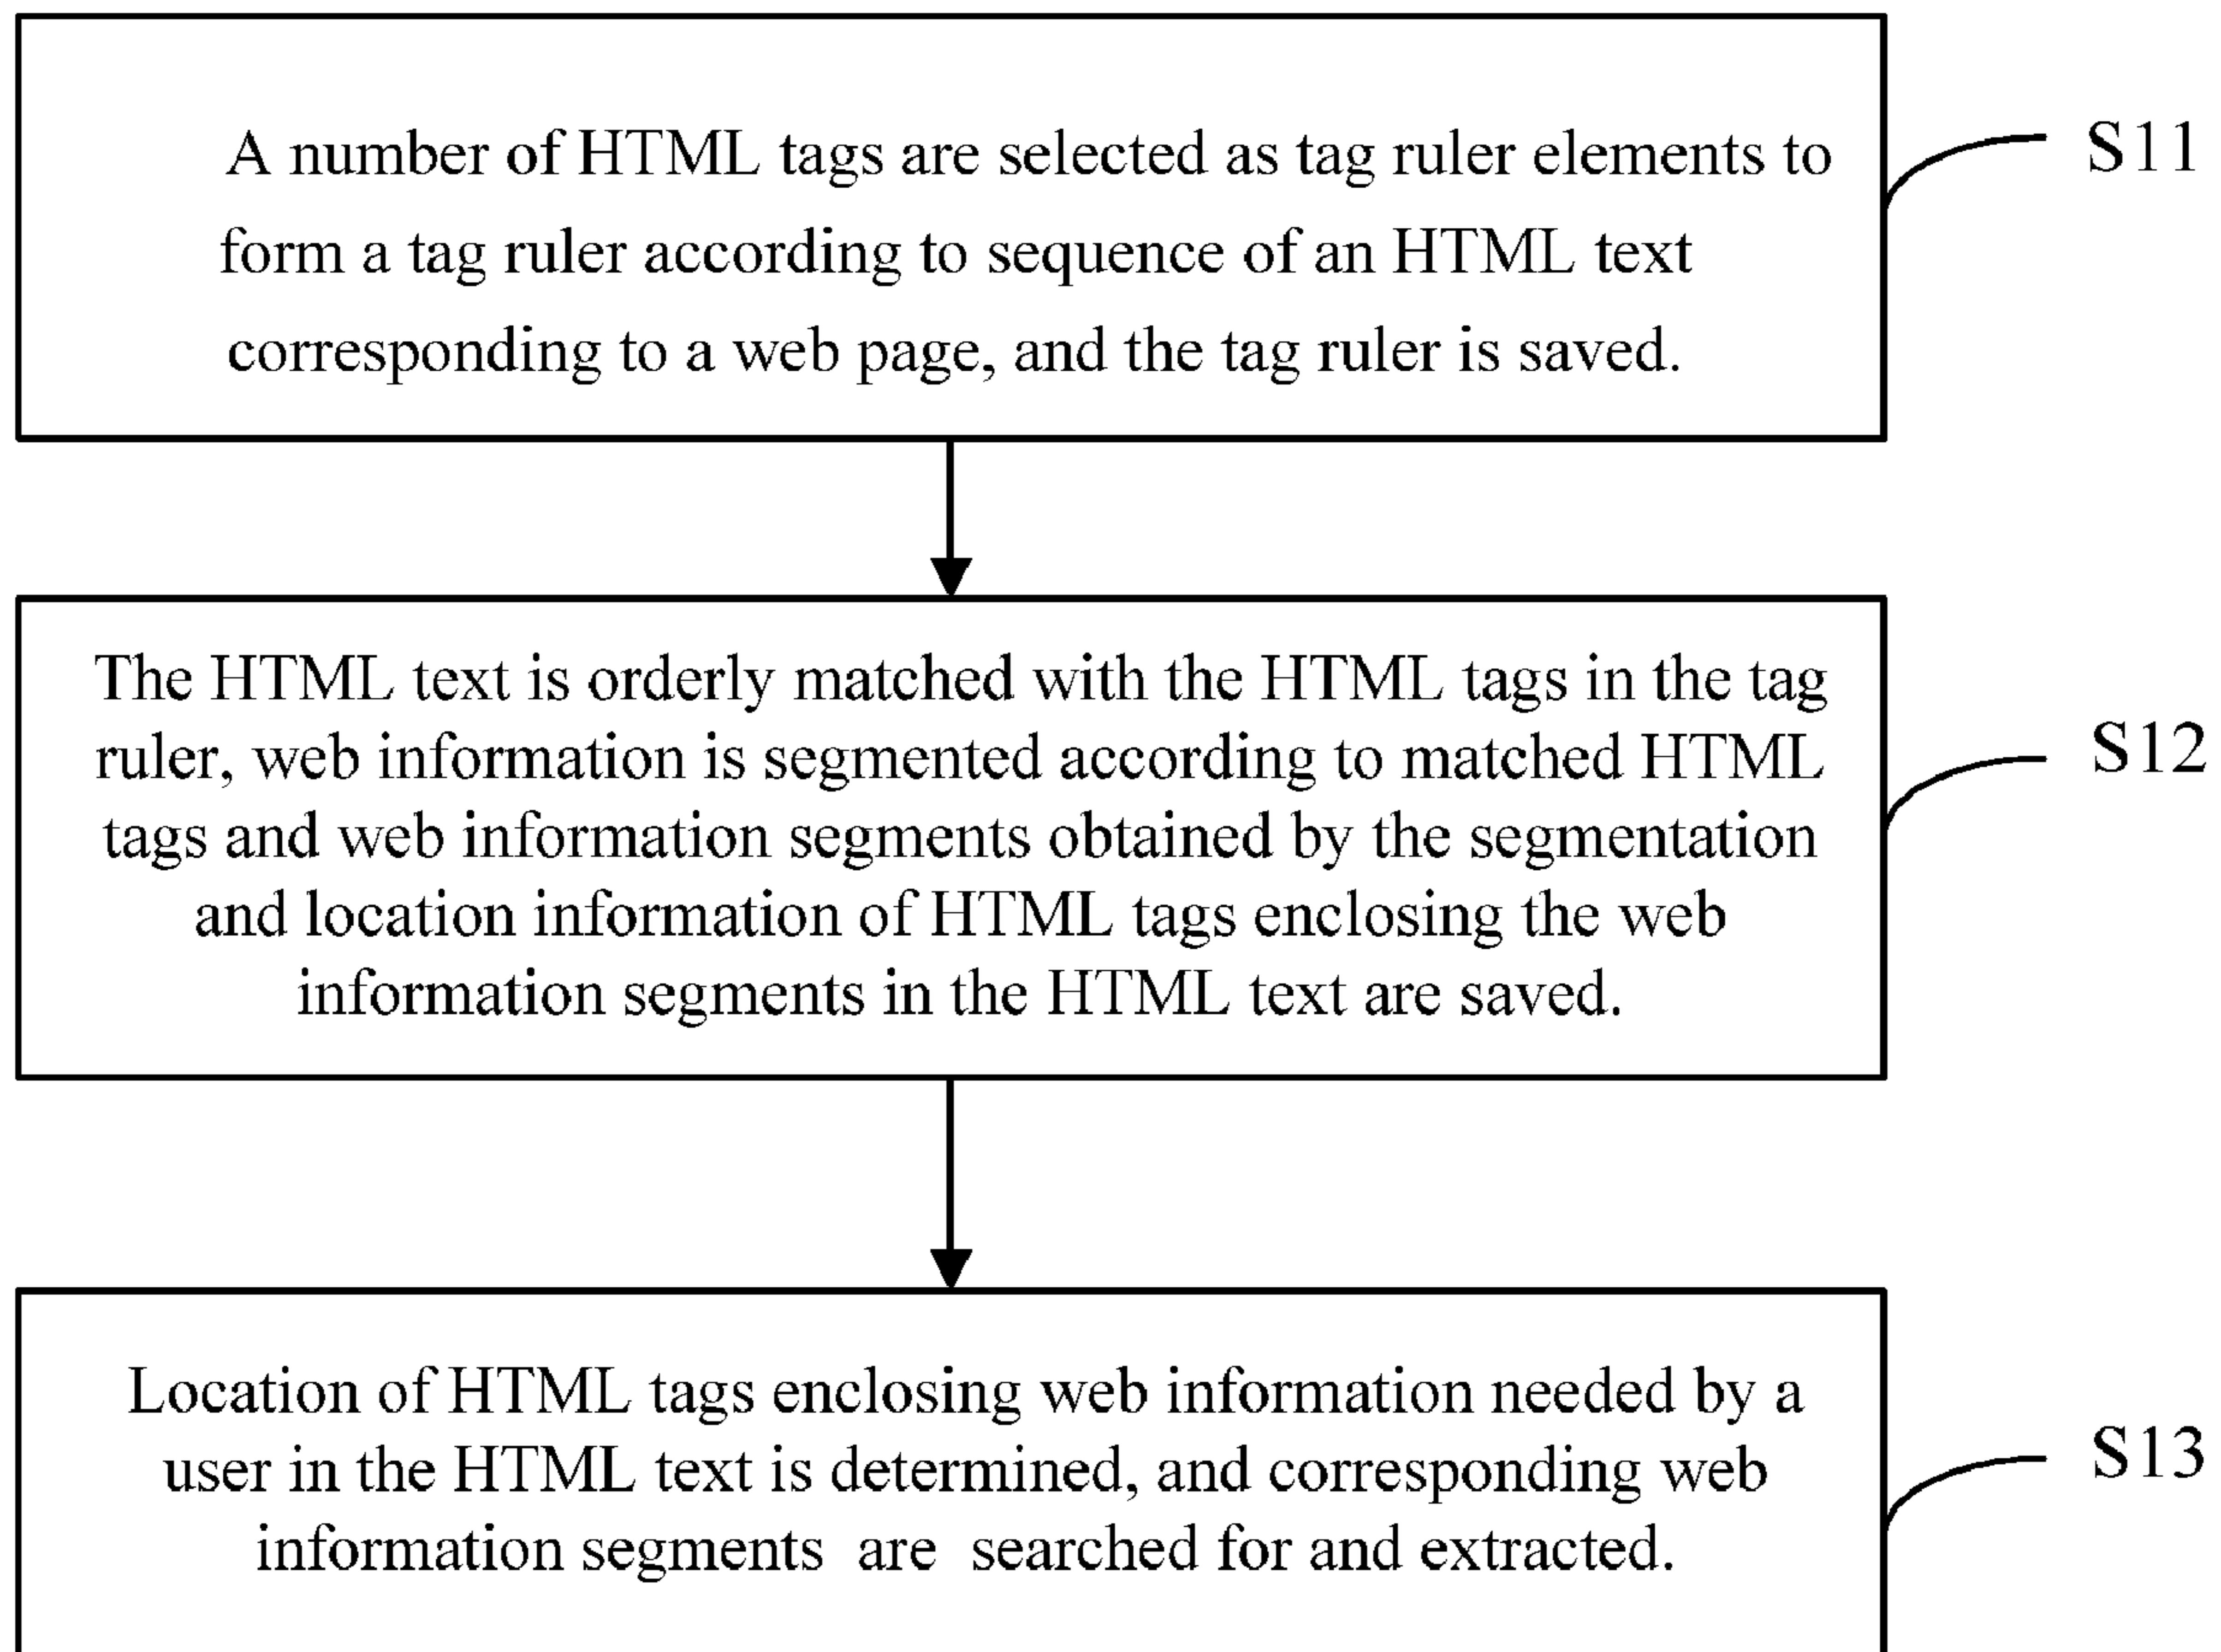 A number of HTML tags are selected as tag ruler elements to
form a tag ruler according to sequence of an HTML text
corresponding to a web page, and the tag ruler is saved.
S11
The HTML text is orderly matched with the HTML tags in the tag
ruler, web information is segmented according to matched HTML
tags and web information segments obtained by the segmentation
and location information of HTML tags enclosing the web
information segments in the HTML text are saved.
S12
Location of HTML tags enclosing web information needed by a
user in the HTML text is determined, and corresponding web
information segments are searched for and extracted.
S13